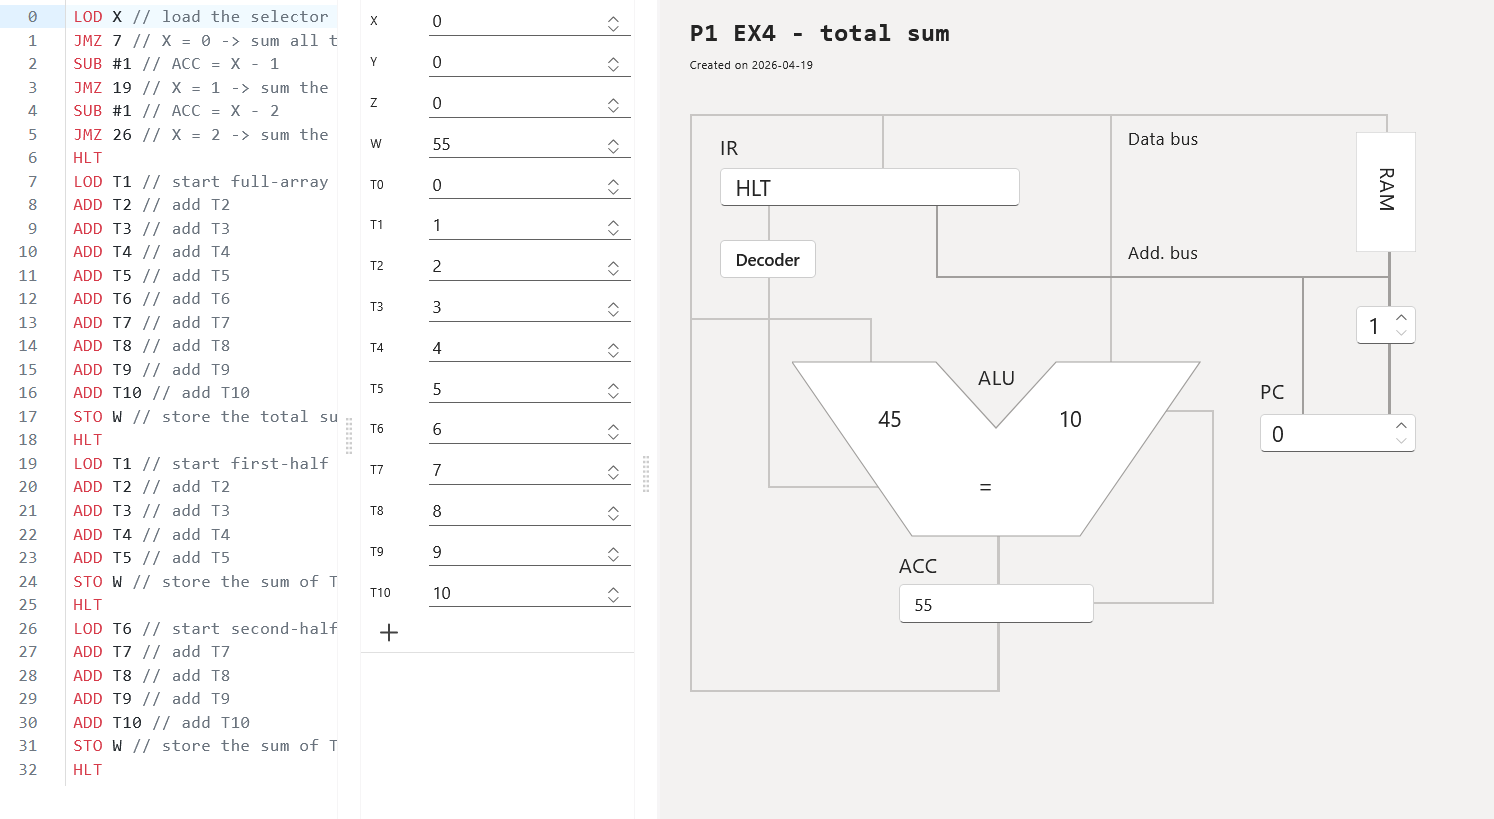 0 LOD X // load the selector
1 JMZ 7 // X = 0 -> sum all t
2 SUB #1 // ACC = X - 1
3 JMZ 19 // X = 1 -> sum the
4 SUB #1 // ACC = X - 2
5 JMZ 26 // X = 2 -> sum the
6 HLT
7 LOD T1 // start full-array
8 ADD T2 // add T2
9 ADD T3 // add T3
10 ADD T4 // add T4
11 ADD T5 // add T5
12 ADD T6 // add T6
13 ADD T7 // add T7
14 ADD T8 // add T8
15 ADD T9 // add T9
16 ADD T10 // add T10
17 STO W // store the total su
18 HLT
19 LOD T1 // start first-half
20 ADD T2 // add T2
21 ADD T3 // add T3
22 ADD T4 // add T4
23 ADD T5 // add T5
24 STO W // store the sum of T
25 HLT
26 LOD T6 // start second-half
27 ADD T7 // add T7
28 ADD T8 // add T8
29 ADD T9 // add T9
30 ADD T10 // add T10
31 STO W // store the sum of T
32 HLT
X 0
Y 0
Z 0
W 55
T0 0
T1 1
T2 2
T3 3
T4 4
T5 5
T6 6
T7 7
T8 8
T9 9
T10 10
P1 EX4 - total sum
Created on 2026-04-19
Data bus
IR
HLT
RAM
Decoder
Add. bus
1
ALU
PC
45
10
0
=
ACC
55